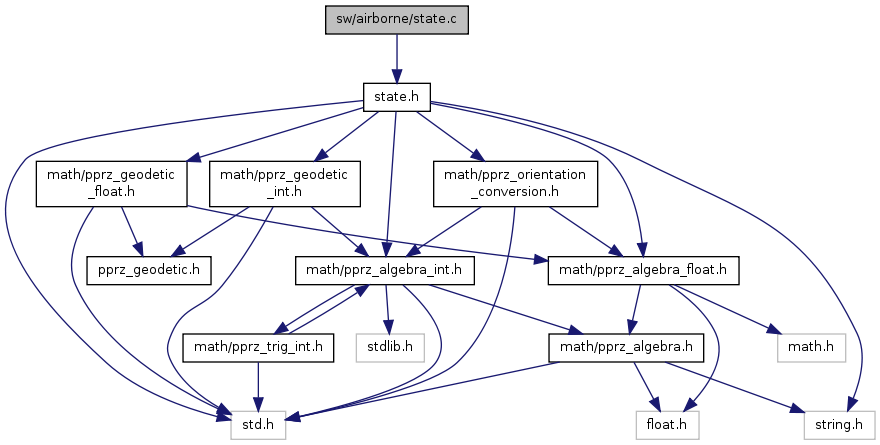 sw/airborne/state.c
state.h
math/pprz_geodetic
_float.h
math/pprz_geodetic
_int.h
math/pprz_orientation
_conversion.h
pprz_geodetic.h
math/pprz_algebra_int.h
math/pprz_algebra_float.h
math/pprz_trig_int.h
stdlib.h
math/pprz_algebra.h
math.h
std.h
float.h
string.h